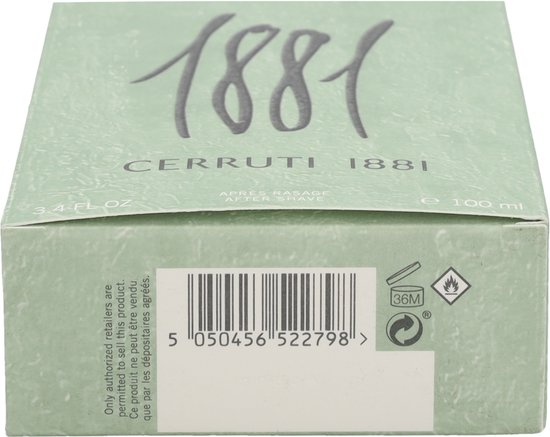 1881
CERRUTI 1881
APRÈS RASAGE
AFTER SHAVE
3.4 FL.OZ
e 100 ml
Only authorized retailers are
permitted to sell this product.
Ce produit ne peut être vendu
que par les dépositaires agréés.
5 050456 522798 >
36M
®